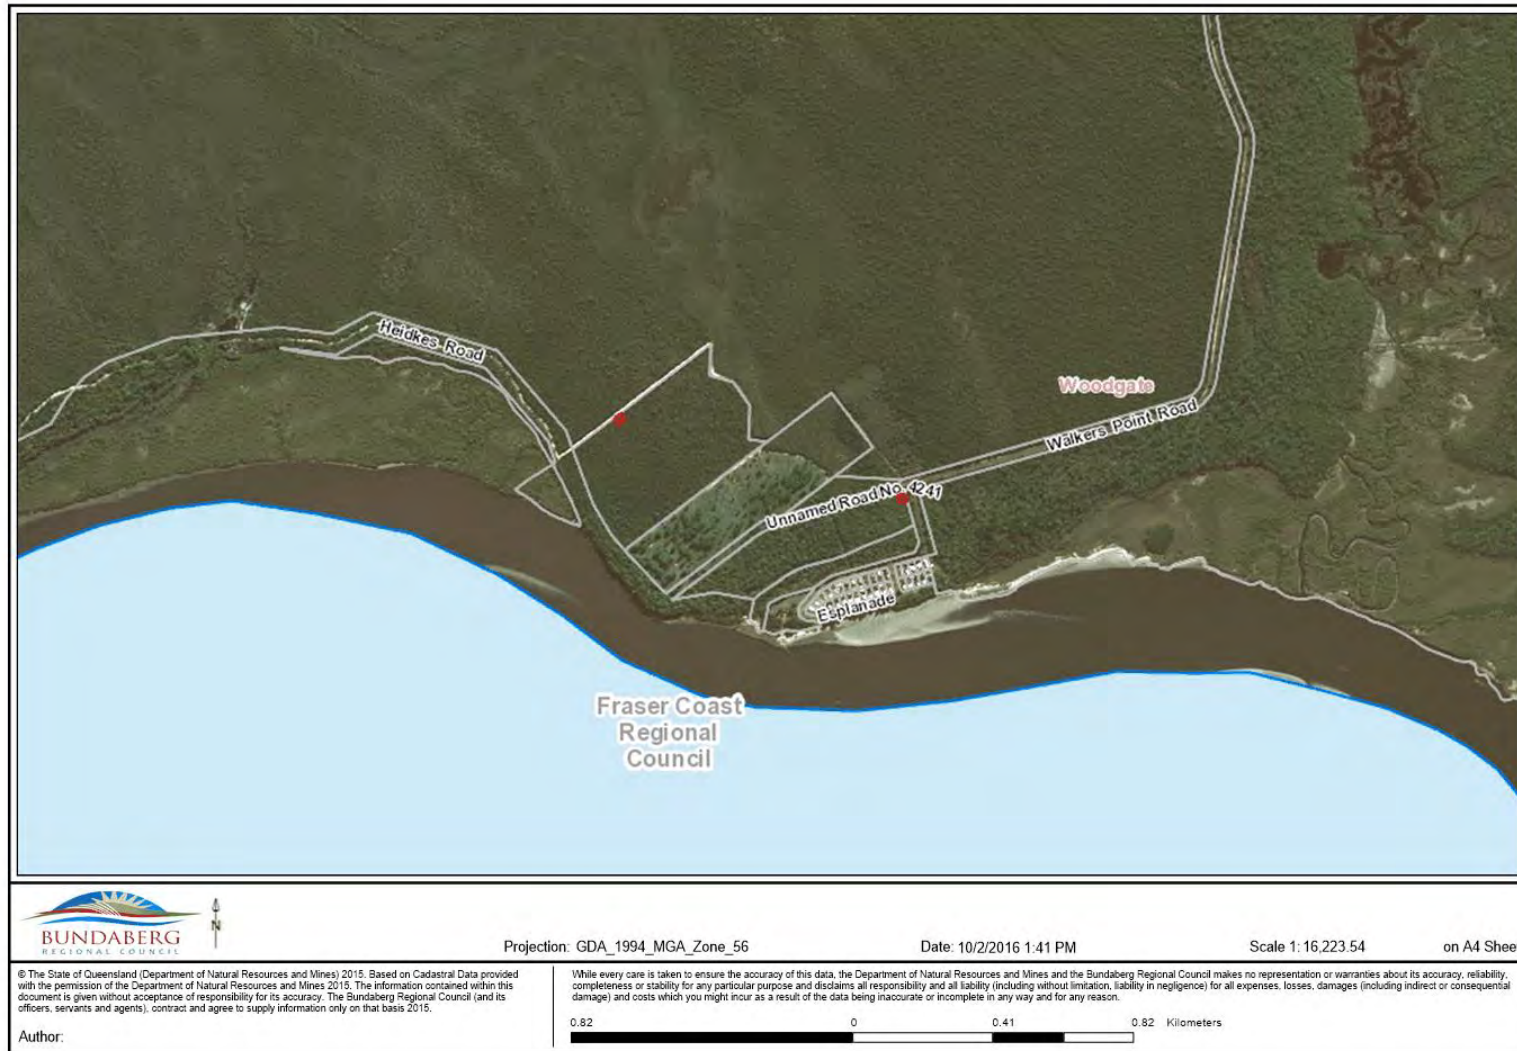 Heidkes Road
Woodgate
Walkers Point Road
Unnamed Road No. 4241
Esplanade
Fraser Coast
Regional
Council
BUNDABERG
REGIONAL COUNCIL
N
Projection: GDA_1994_MGA_Zone_56
Date: 10/2/2016 1:41 PM
Scale 1: 16,223.54
on A4 Sheet
© The State of Queensland (Department of Natural Resources and Mines) 2015. Based on Cadastral Data provided
with the permission of the Department of Natural Resources and Mines 2015. The information contained within this
document is given without acceptance of responsibility for its accuracy. The Bundaberg Regional Council (and its
officers, servants and agents), contract and agree to supply information only on that basis 2015.
Author:
While every care is taken to ensure the accuracy of this data, the Department of Natural Resources and Mines and the Bundaberg Regional Council makes no representation or warranties about its accuracy, reliability,
completeness or stability for any particular purpose and disclaims all responsibility and all liability (including without limitation, liability in negligence) for all expenses, losses, damages (including indirect or consequential
damage) and costs which you might incur as a result of the data being inaccurate or incomplete in any way and for any reason.
0.82 0 0.41 0.82 Kilometers